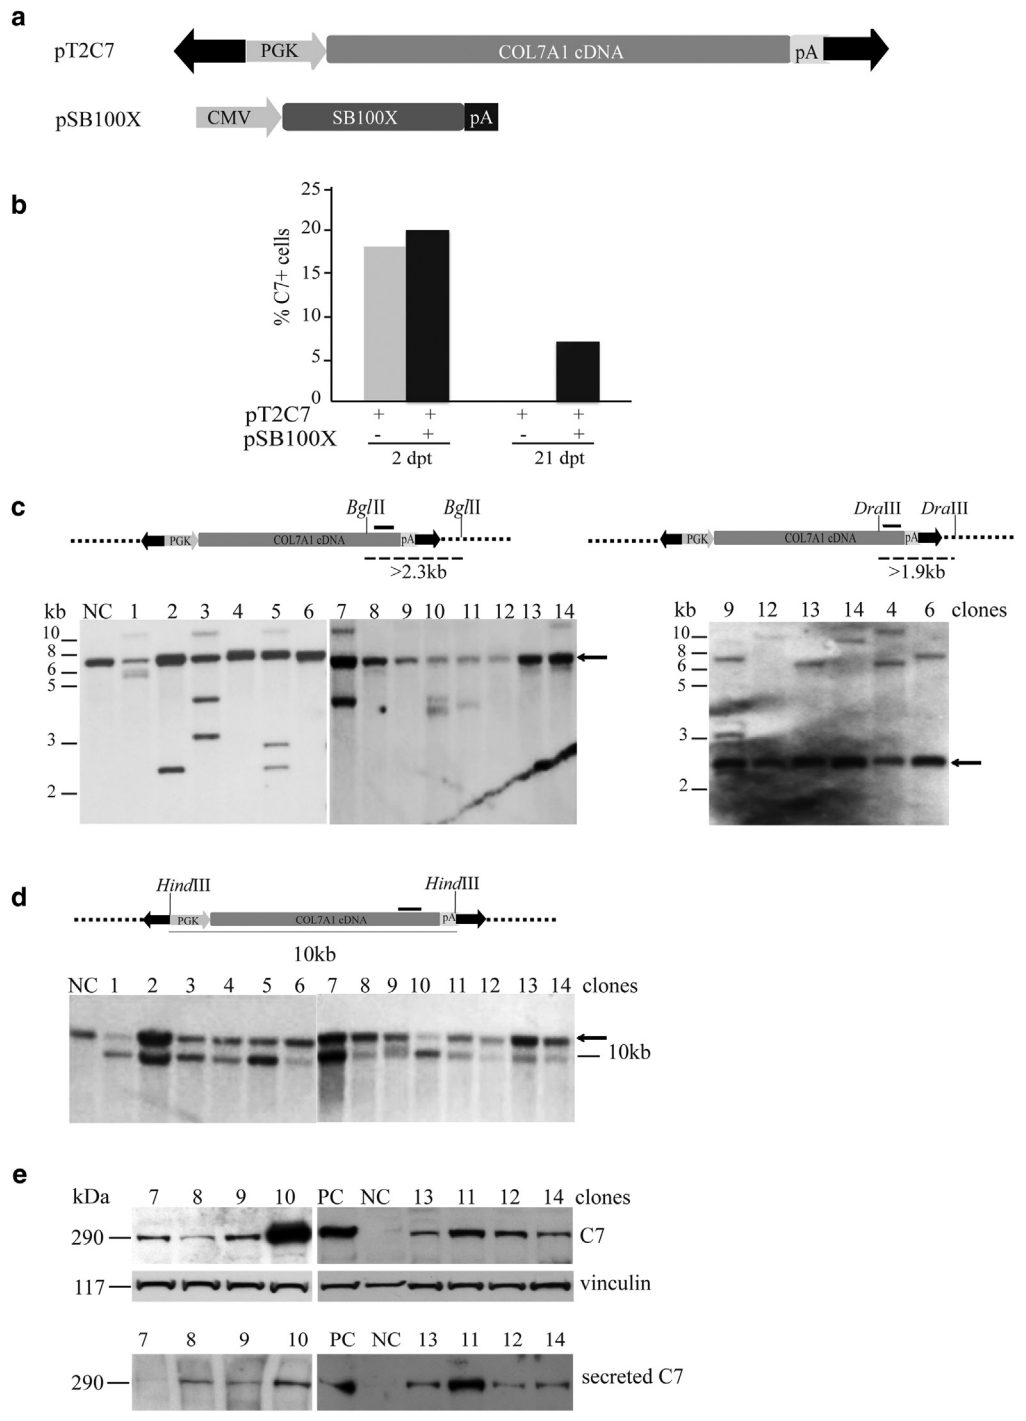 a
pT2C7
PGK
COL7A1 cDNA
pA
pSB100X
CMV
SB100X
pA
b
25
20
15
10
5
0
% C7+ cells
pT2C7 + + + +
pSB100X - + - +
2 dpt 21 dpt
c
BglII BglII
PGK COL7A1 cDNA pA
>2.3kb
DraIII DraIII
PGK COL7A1 cDNA pA
>1.9kb
kb NC 1 2 3 4 5 6 7 8 9 10 11 12 13 14
10
8
6
5
3
2
kb 9 12 13 14 4 6 clones
10
8
6
5
3
2
d
HindIII HindIII
PGK COL7A1 cDNA pA
10kb
NC 1 2 3 4 5 6 7 8 9 10 11 12 13 14 clones
10kb
e
kDa 7 8 9 10 PC NC 13 11 12 14 clones
290 C7
117 vinculin
7 8 9 10 PC NC 13 11 12 14
290 secreted C7